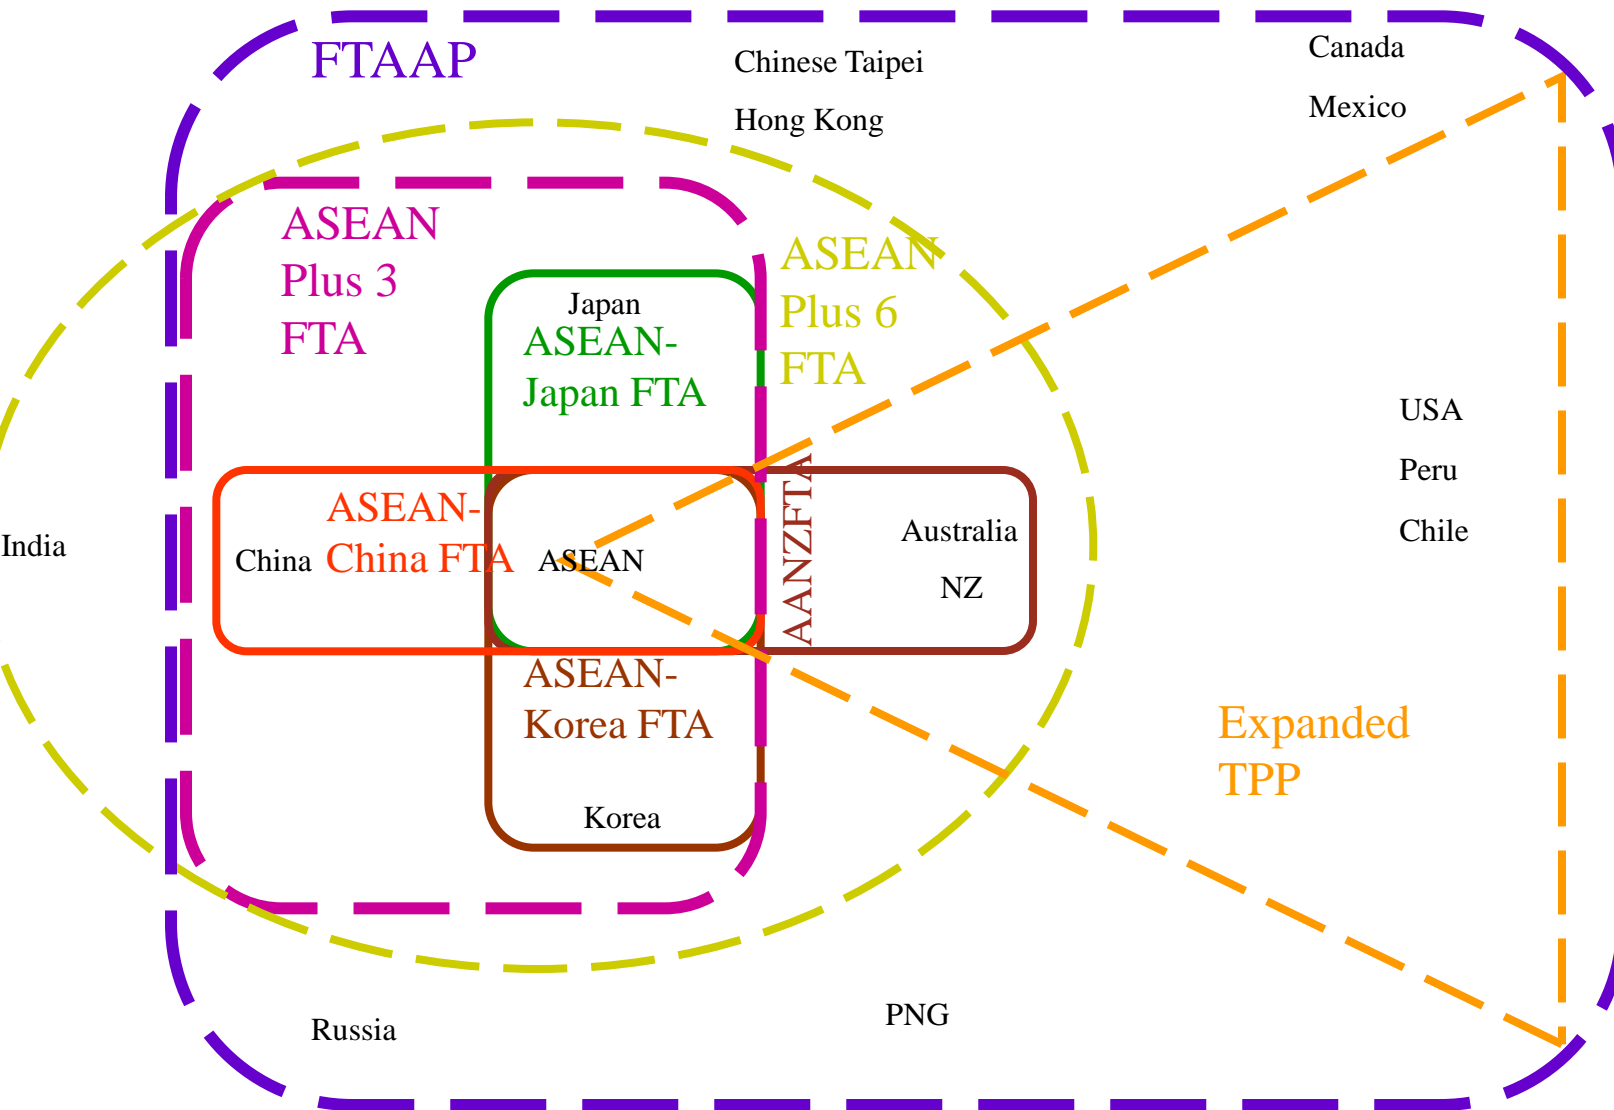 FTAAP
Chinese Taipei
Hong Kong
Canada
Mexico
ASEAN
Plus 3
FTA
ASEAN
Plus 6
FTA
Japan
ASEAN-
Japan FTA
USA
Peru
Chile
India
China
ASEAN-
China FTA
ASEAN
AANZFTA
Australia
NZ
ASEAN-
Korea FTA
Korea
Expanded
TPP
Russia
PNG